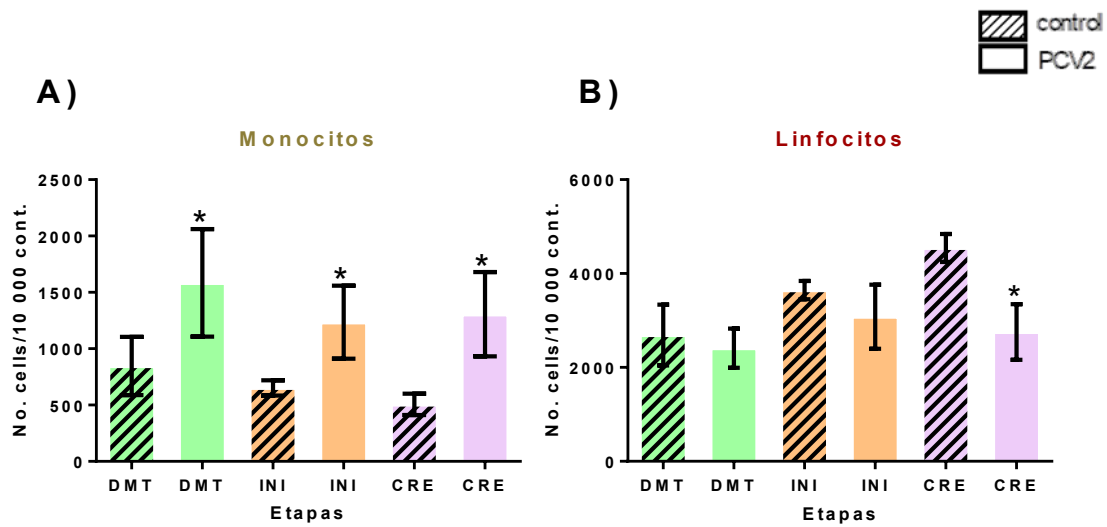 control
PCV2
A)
Monocitos
No. cells/10 000 cont.
2500
2000
1500
1000
500
0
*
*
*
DMT DMT INI INI CRE CRE
Etapas
B)
Linfocitos
No. cells/10 000 cont.
6000
4000
2000
0
*
DMT DMT INI INI CRE CRE
Etapas